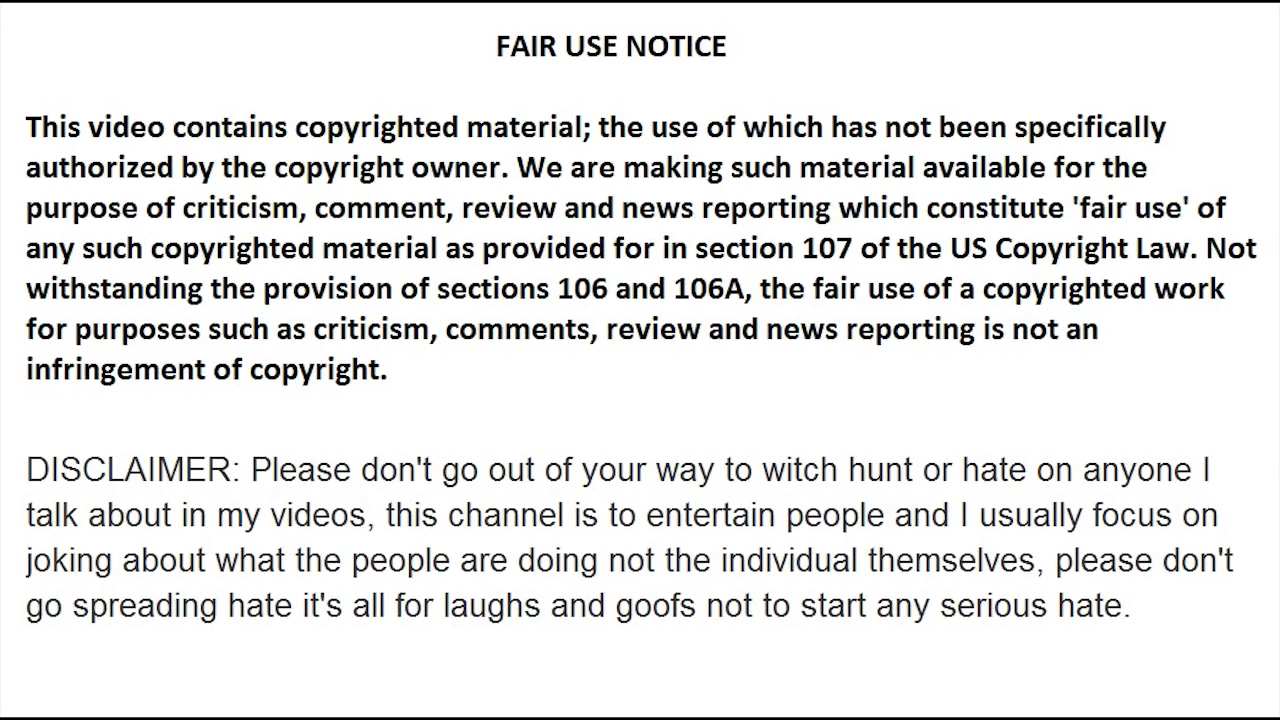 FAIR USE NOTICE
This video contains copyrighted material; the use of which has not been specifically
authorized by the copyright owner. We are making such material available for the
purpose of criticism, comment, review and news reporting which constitute 'fair use' of
any such copyrighted material as provided for in section 107 of the US Copyright Law. Not
withstanding the provision of sections 106 and 106A, the fair use of a copyrighted work
for purposes such as criticism, comments, review and news reporting is not an
infringement of copyright.
DISCLAIMER: Please don't go out of your way to witch hunt or hate on anyone I
talk about in my videos, this channel is to entertain people and I usually focus on
joking about what the people are doing not the individual themselves, please don't
go spreading hate it's all for laughs and goofs not to start any serious hate.